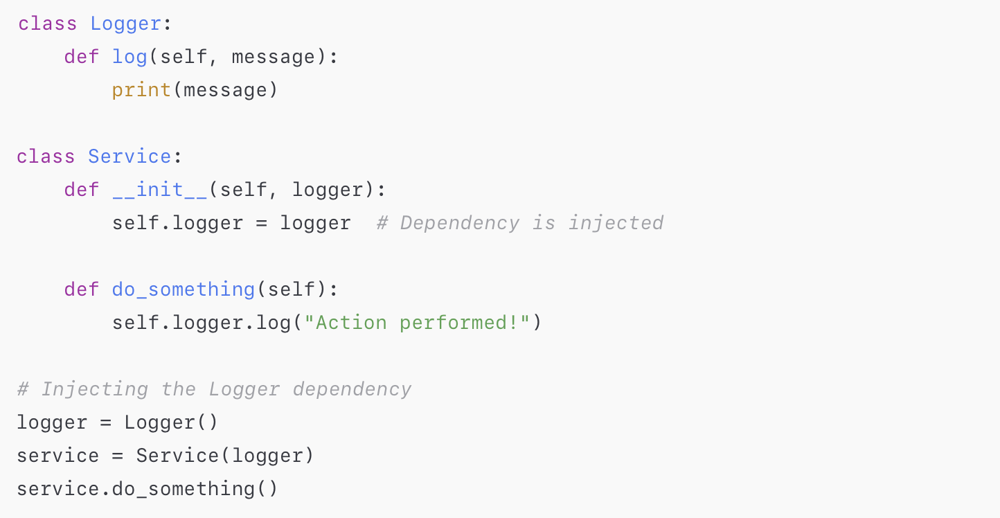 class Logger:
    def log(self, message):
        print(message)

class Service:
    def __init__(self, logger):
        self.logger = logger  # Dependency is injected

    def do_something(self):
        self.logger.log("Action performed!")

# Injecting the Logger dependency
logger = Logger()
service = Service(logger)
service.do_something()